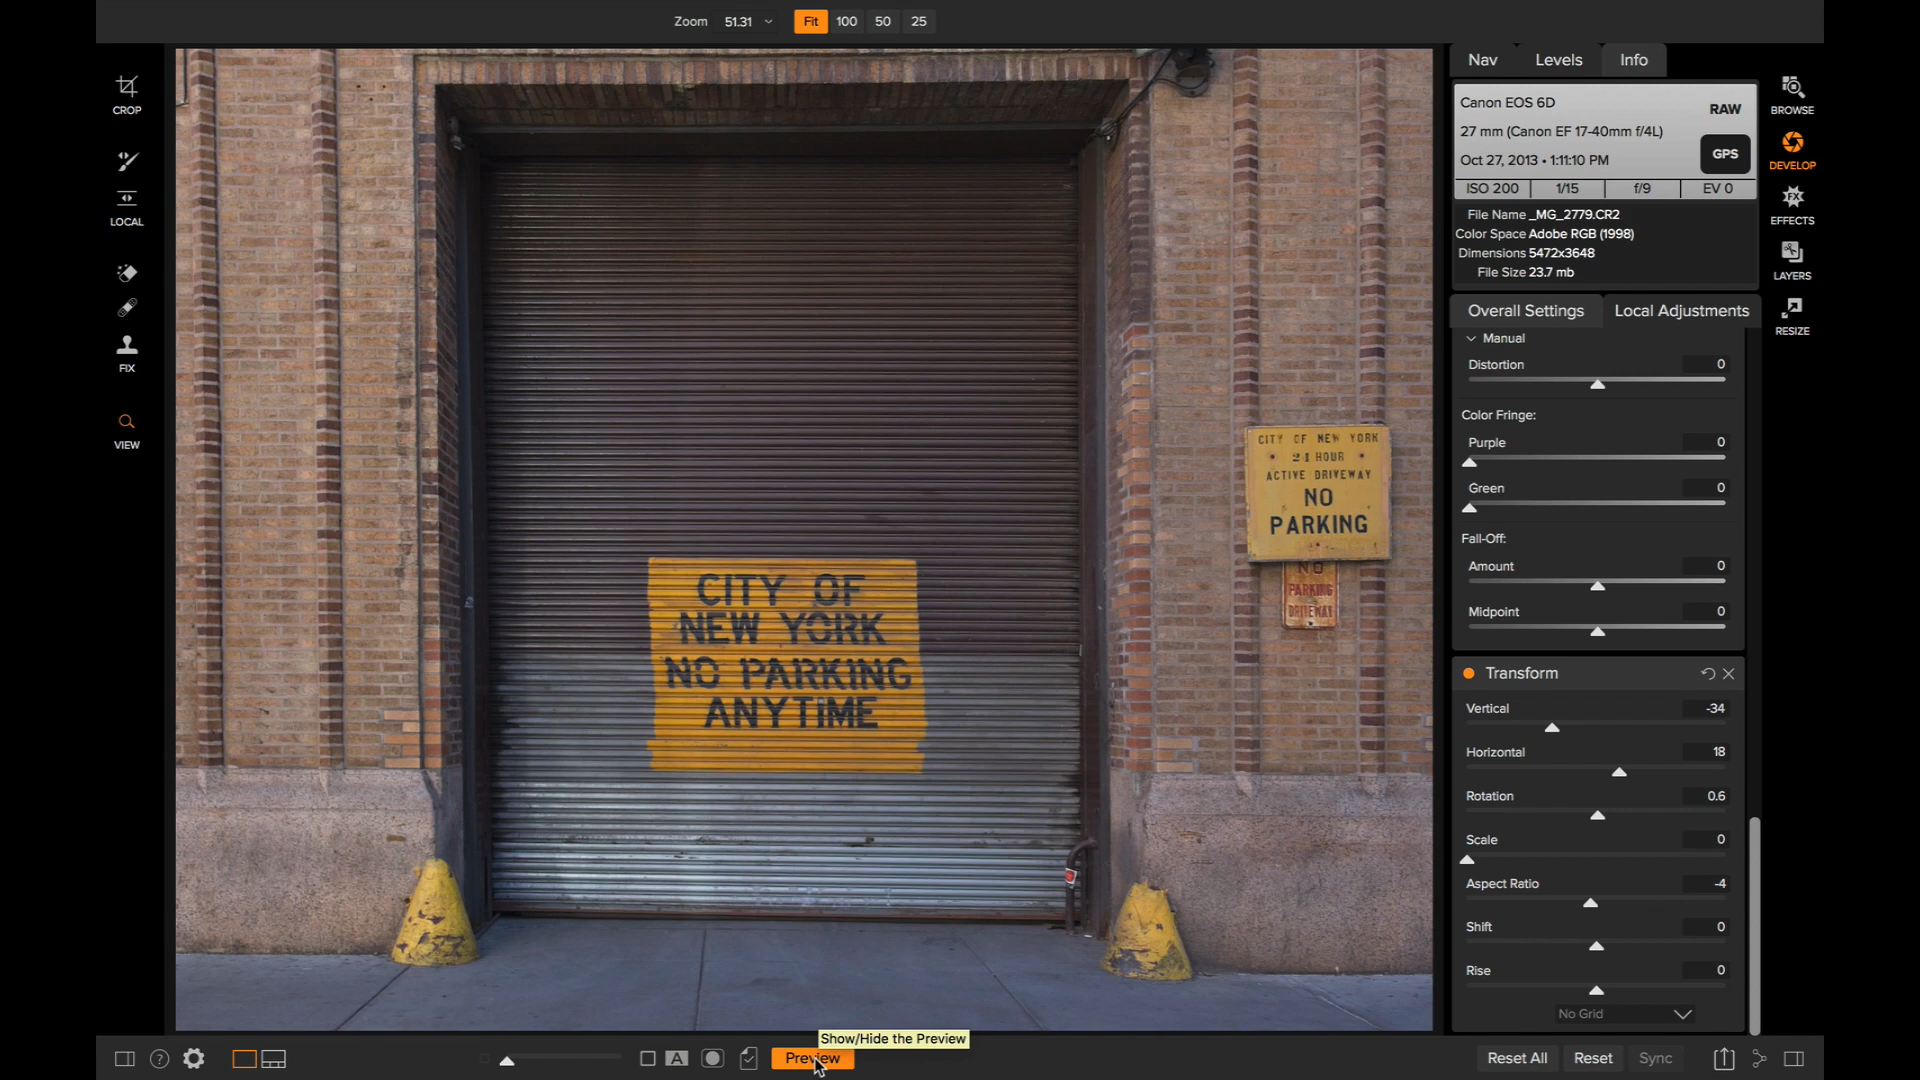 Zoom 51.31 Fit 100 50 25
Nav Levels Info
CROP
LOCAL
FIX
VIEW
CITY OF
NEW YORK
NO PARKING
ANYTIME
CITY OF NEW YORK
24 HOUR
ACTIVE DRIVEWAY
NO
PARKING
NO
PARKING
DRIVEWAY
Canon EOS 6D RAW
27 mm (Canon EF 17-40mm f/4L)
Oct 27, 2013 • 1:11:10 PM GPS
ISO 200 1/15 f/9 EV 0
File Name _MG_2779.CR2
Color Space Adobe RGB (1998)
Dimensions 5472x3648
File Size 23.7 mb
Overall Settings Local Adjustments
Manual
Distortion 0
Color Fringe:
Purple 0
Green 0
Fall-Off:
Amount 0
Midpoint 0
Transform
Vertical -34
Horizontal 18
Rotation 0.6
Scale 0
Aspect Ratio -4
Shift 0
Rise 0
No Grid
BROWSE
DEVELOP
FX
EFFECTS
LAYERS
RESIZE
Show/Hide the Preview
? A Preview Reset All Reset Sync